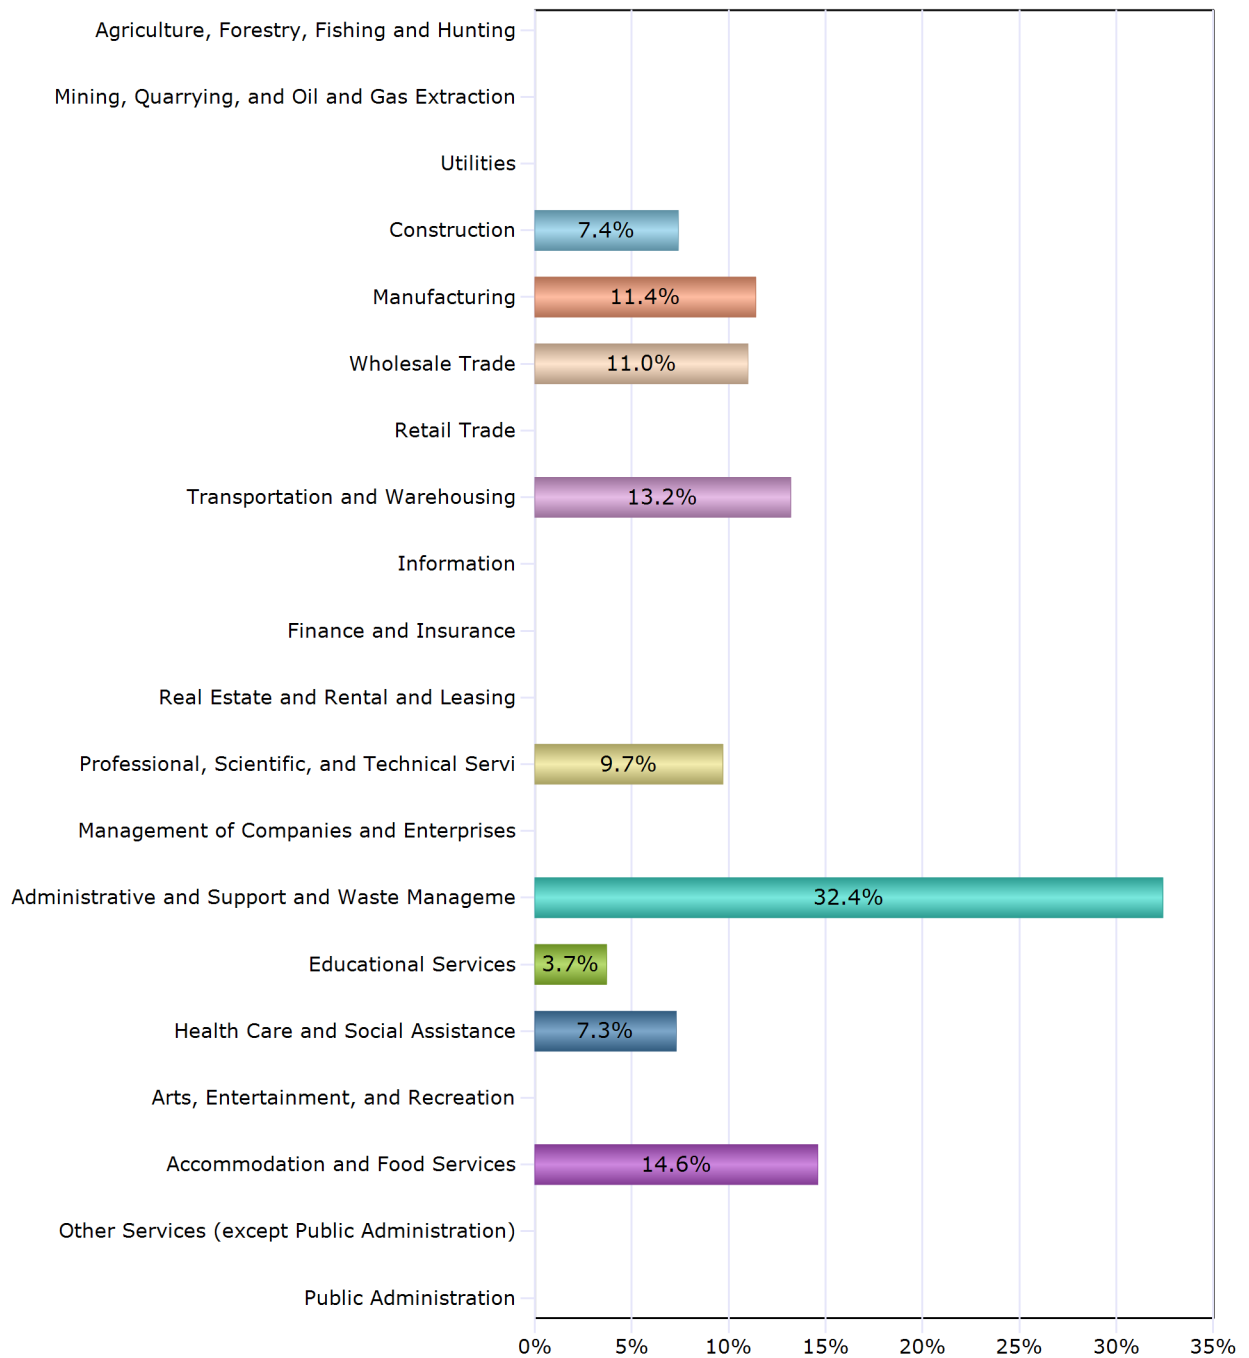 Agriculture, Forestry, Fishing and Hunting
Mining, Quarrying, and Oil and Gas Extraction
Utilities
Construction 7.4%
Manufacturing 11.4%
Wholesale Trade 11.0%
Retail Trade
Transportation and Warehousing 13.2%
Information
Finance and Insurance
Real Estate and Rental and Leasing
Professional, Scientific, and Technical Servi 9.7%
Management of Companies and Enterprises
Administrative and Support and Waste Manageme 32.4%
Educational Services 3.7%
Health Care and Social Assistance 7.3%
Arts, Entertainment, and Recreation
Accommodation and Food Services 14.6%
Other Services (except Public Administration)
Public Administration
0% 5% 10% 15% 20% 25% 30% 35%